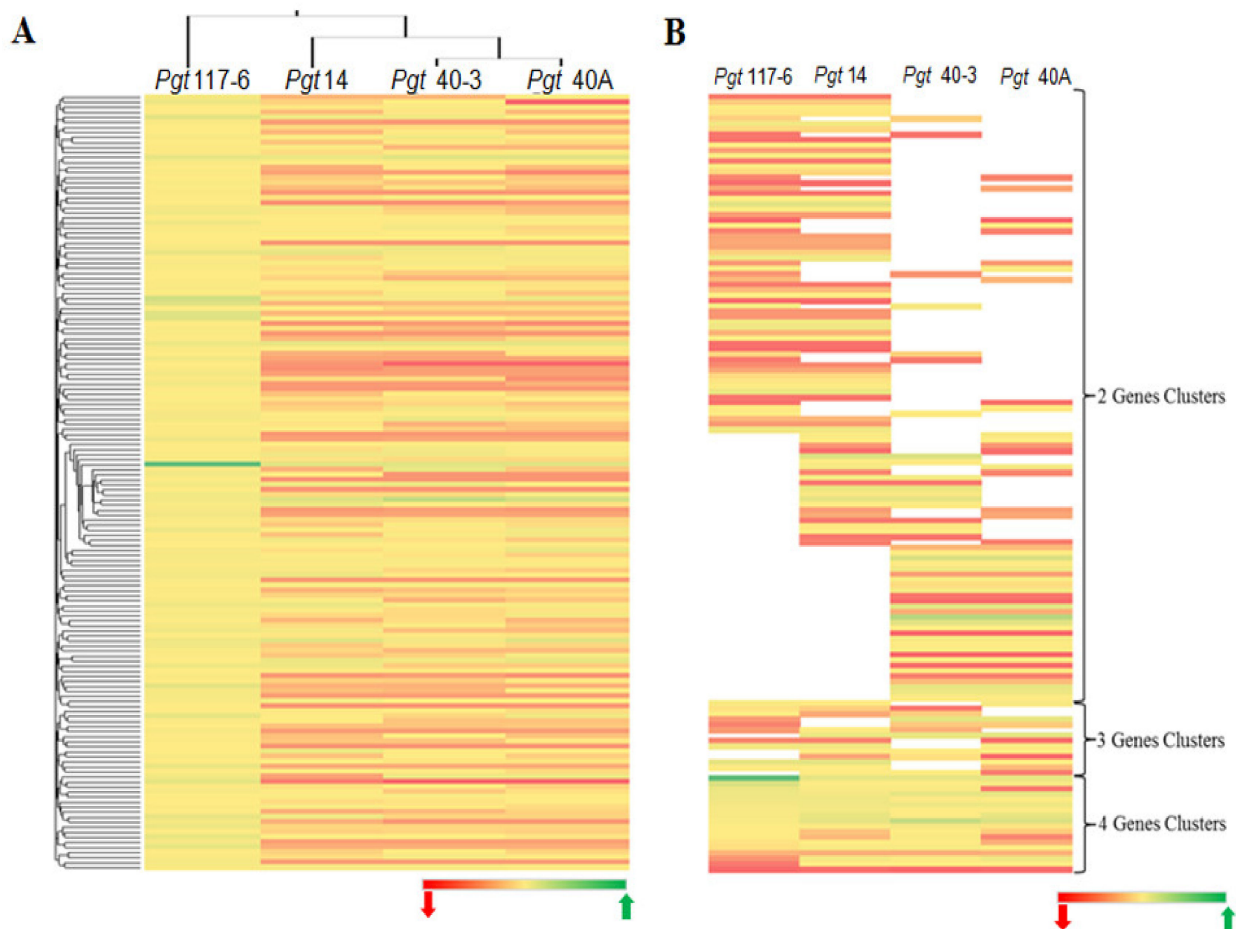 A
B
Pgt 117-6 Pgt 14 Pgt 40-3 Pgt 40A
Pgt 117-6 Pgt 14 Pgt 40-3 Pgt 40A
2 Genes Clusters
3 Genes Clusters
4 Genes Clusters